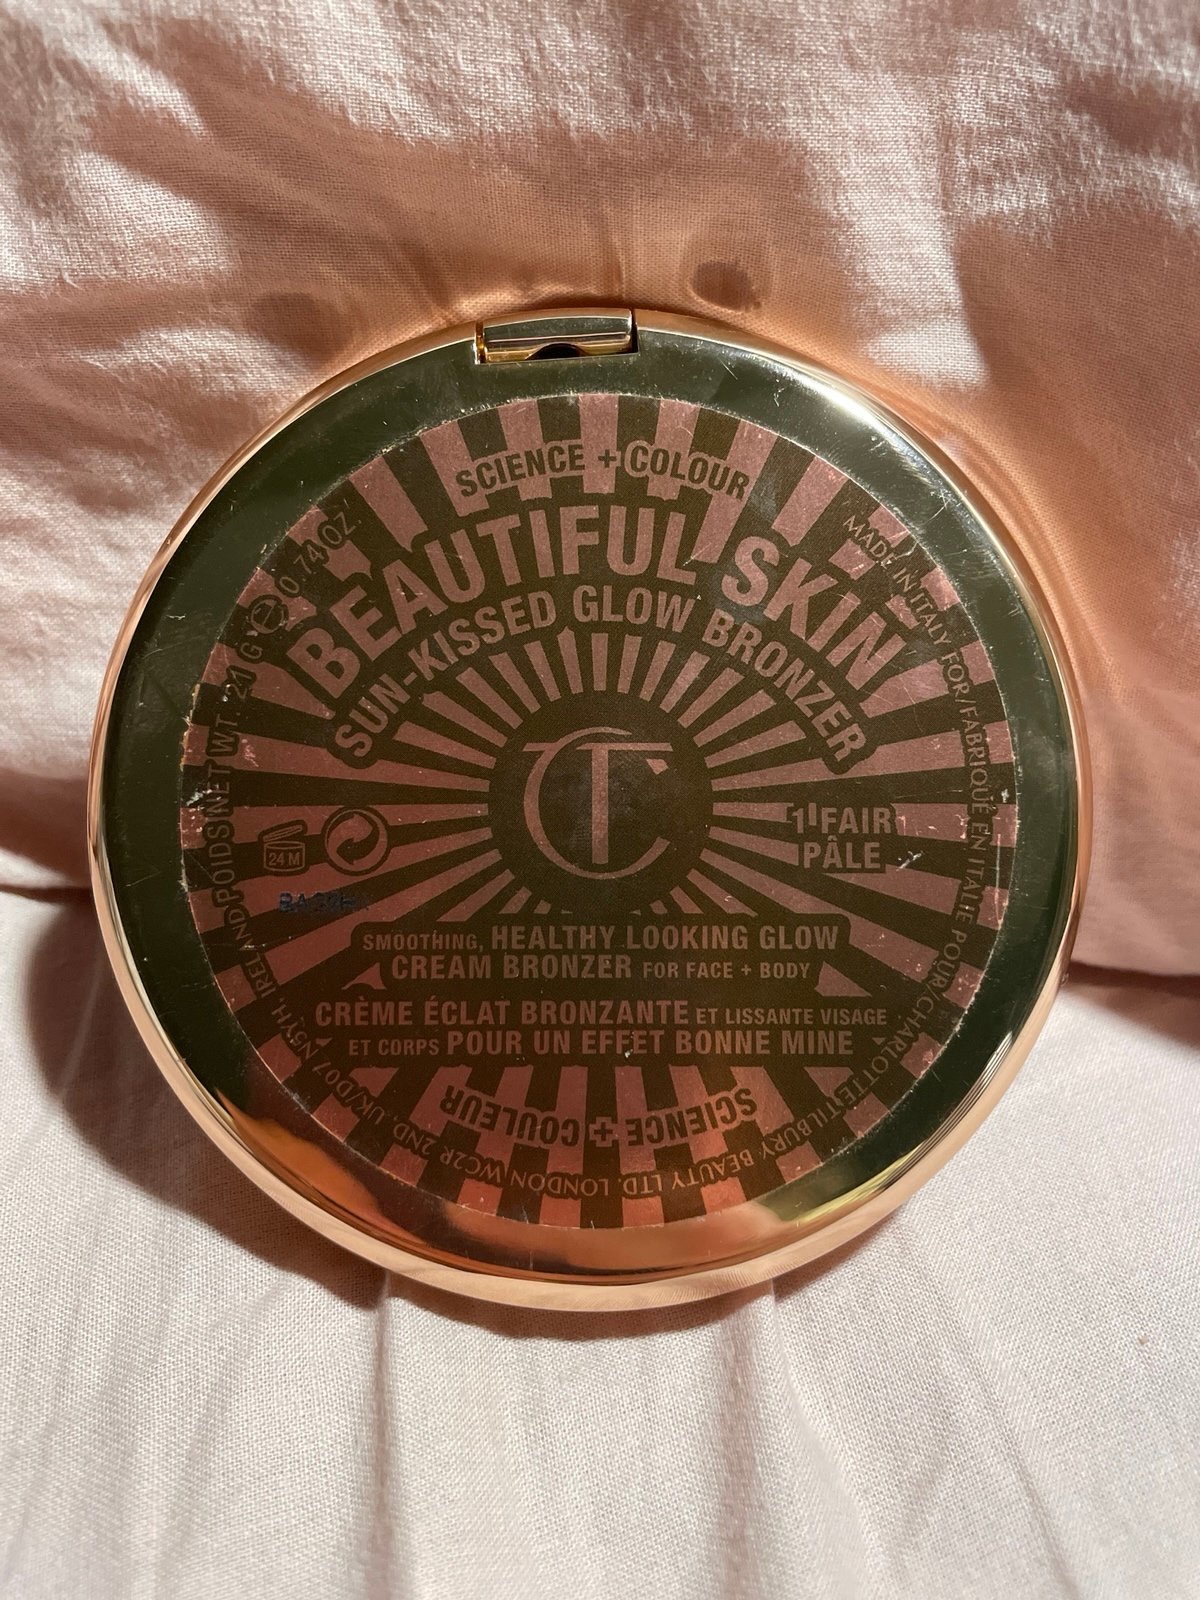 SCIENCE + COLOUR
BEAUTIFUL SKIN
SUN-KISSED GLOW BRONZER
CT
1 FAIR
PÂLE
24 M
SMOOTHING, HEALTHY LOOKING GLOW
CREAM BRONZER FOR FACE + BODY
CRÈME ÉCLAT BRONZANTE ET LISSANTE VISAGE
ET CORPS POUR UN EFFET BONNE MINE
SCIENCE + COULEUR
MADE IN ITALY FOR/FABRIQUÉ EN ITALIE POUR/CHARLOTTE TILBURY BEAUTY LTD. LONDON WC2R 2ND, UK/D07 N5YH, IRELAND POIDS NET WT. 21 G e 0.74 OZ.